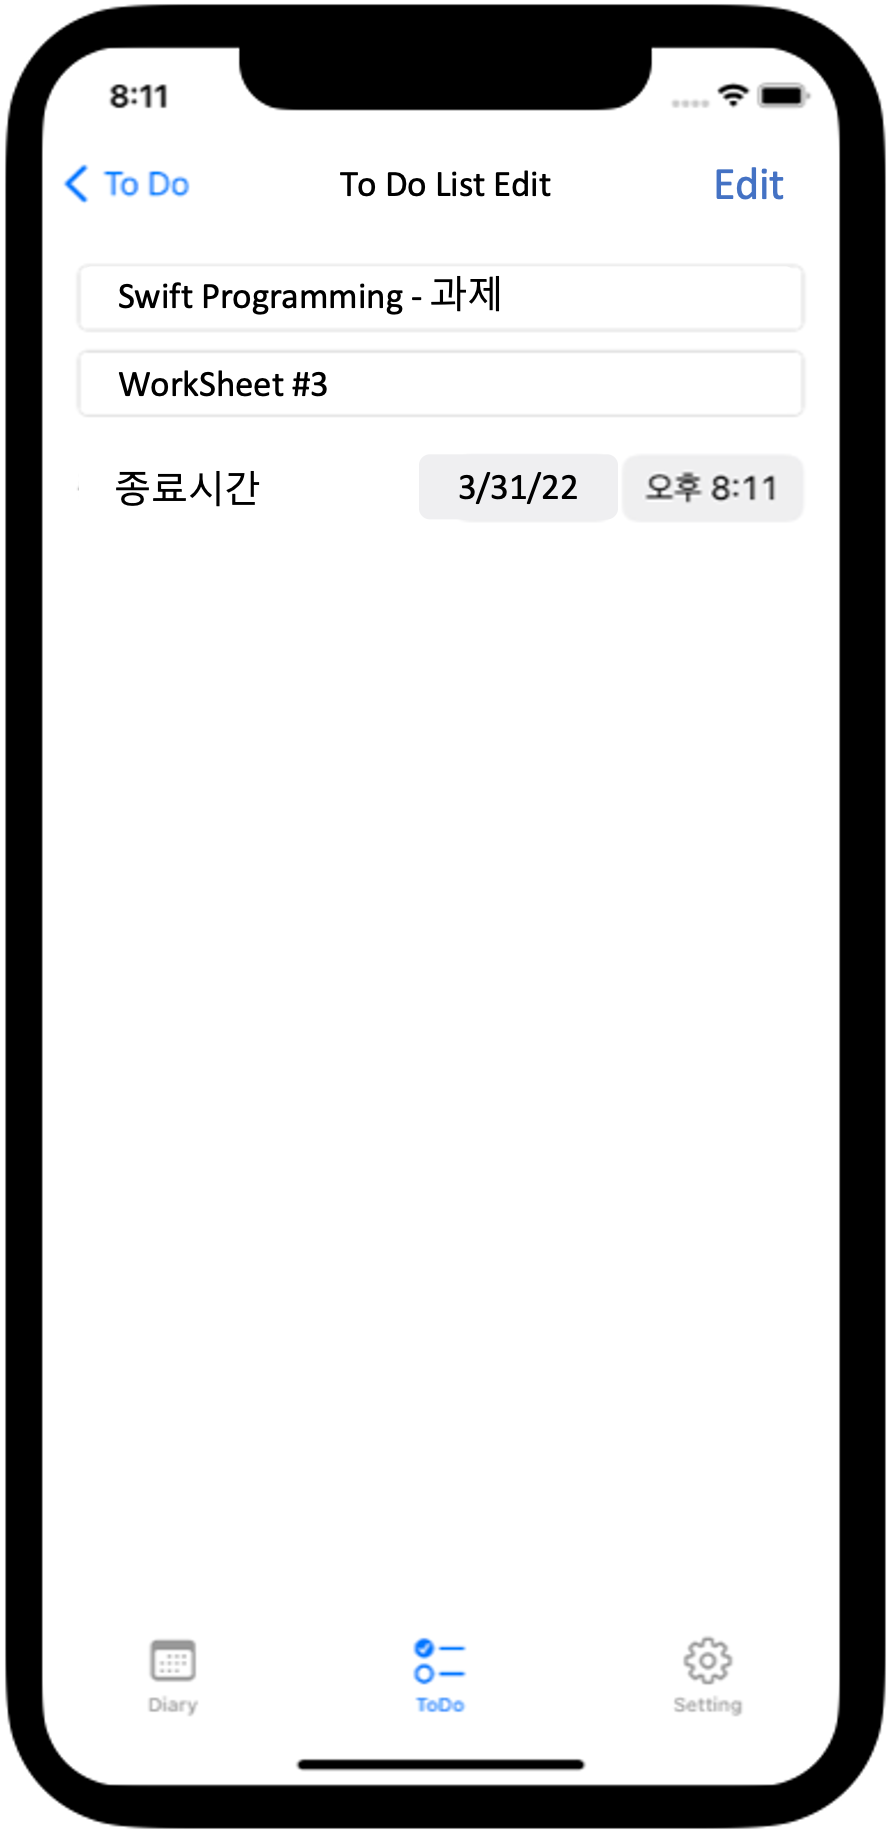 8:11
To Do To Do List Edit Edit
Swift Programming - 과제
WorkSheet #3
종료시간 3/31/22 오후 8:11
Diary ToDo Setting